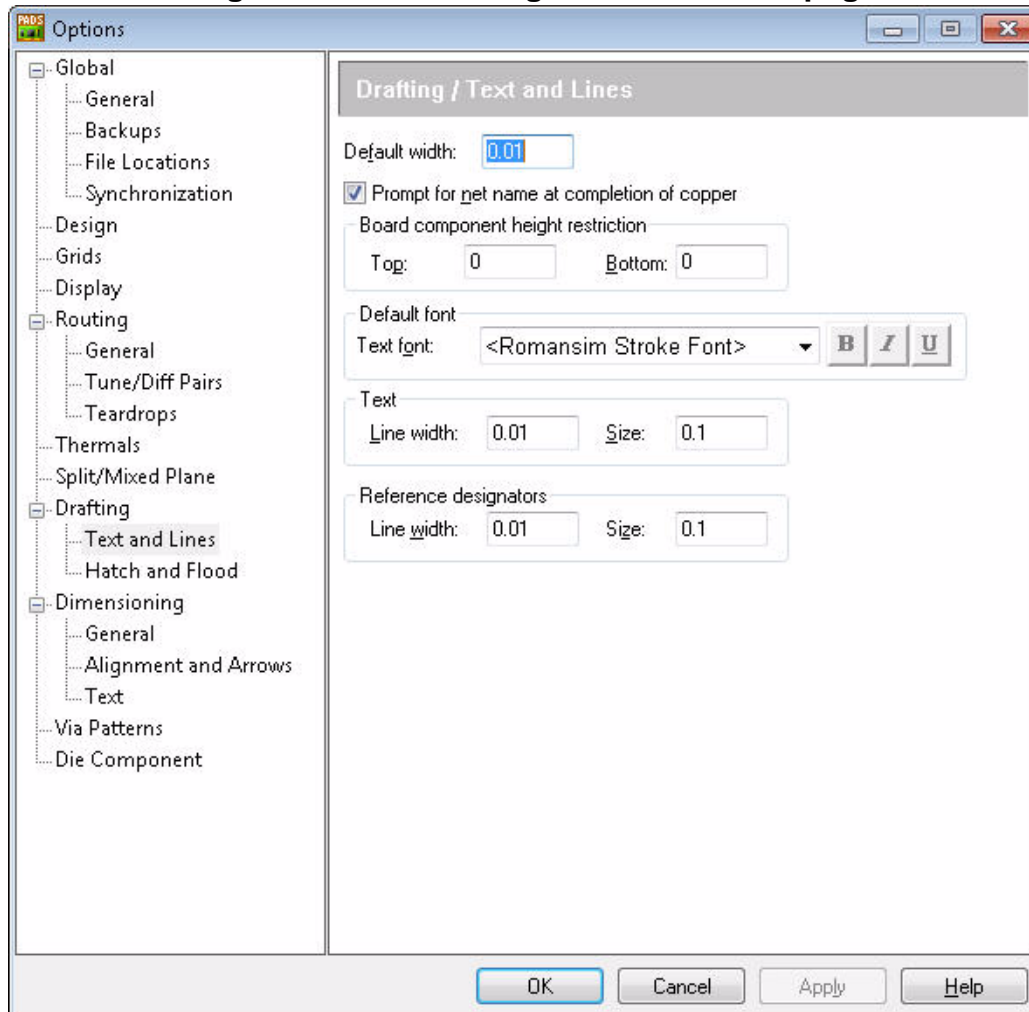 PADS Options
Global
General
Backups
File Locations
Synchronization
Design
Grids
Display
Routing
General
Tune/Diff Pairs
Teardrops
Thermals
Split/Mixed Plane
Drafting
Text and Lines
Hatch and Flood
Dimensioning
General
Alignment and Arrows
Text
Via Patterns
Die Component
Drafting / Text and Lines
Default width: 0.01
Prompt for net name at completion of copper
Board component height restriction
Top: 0 Bottom: 0
Default font
Text font: <Romansim Stroke Font> B I U
Text
Line width: 0.01 Size: 0.1
Reference designators
Line width: 0.01 Size: 0.1
OK Cancel Apply Help